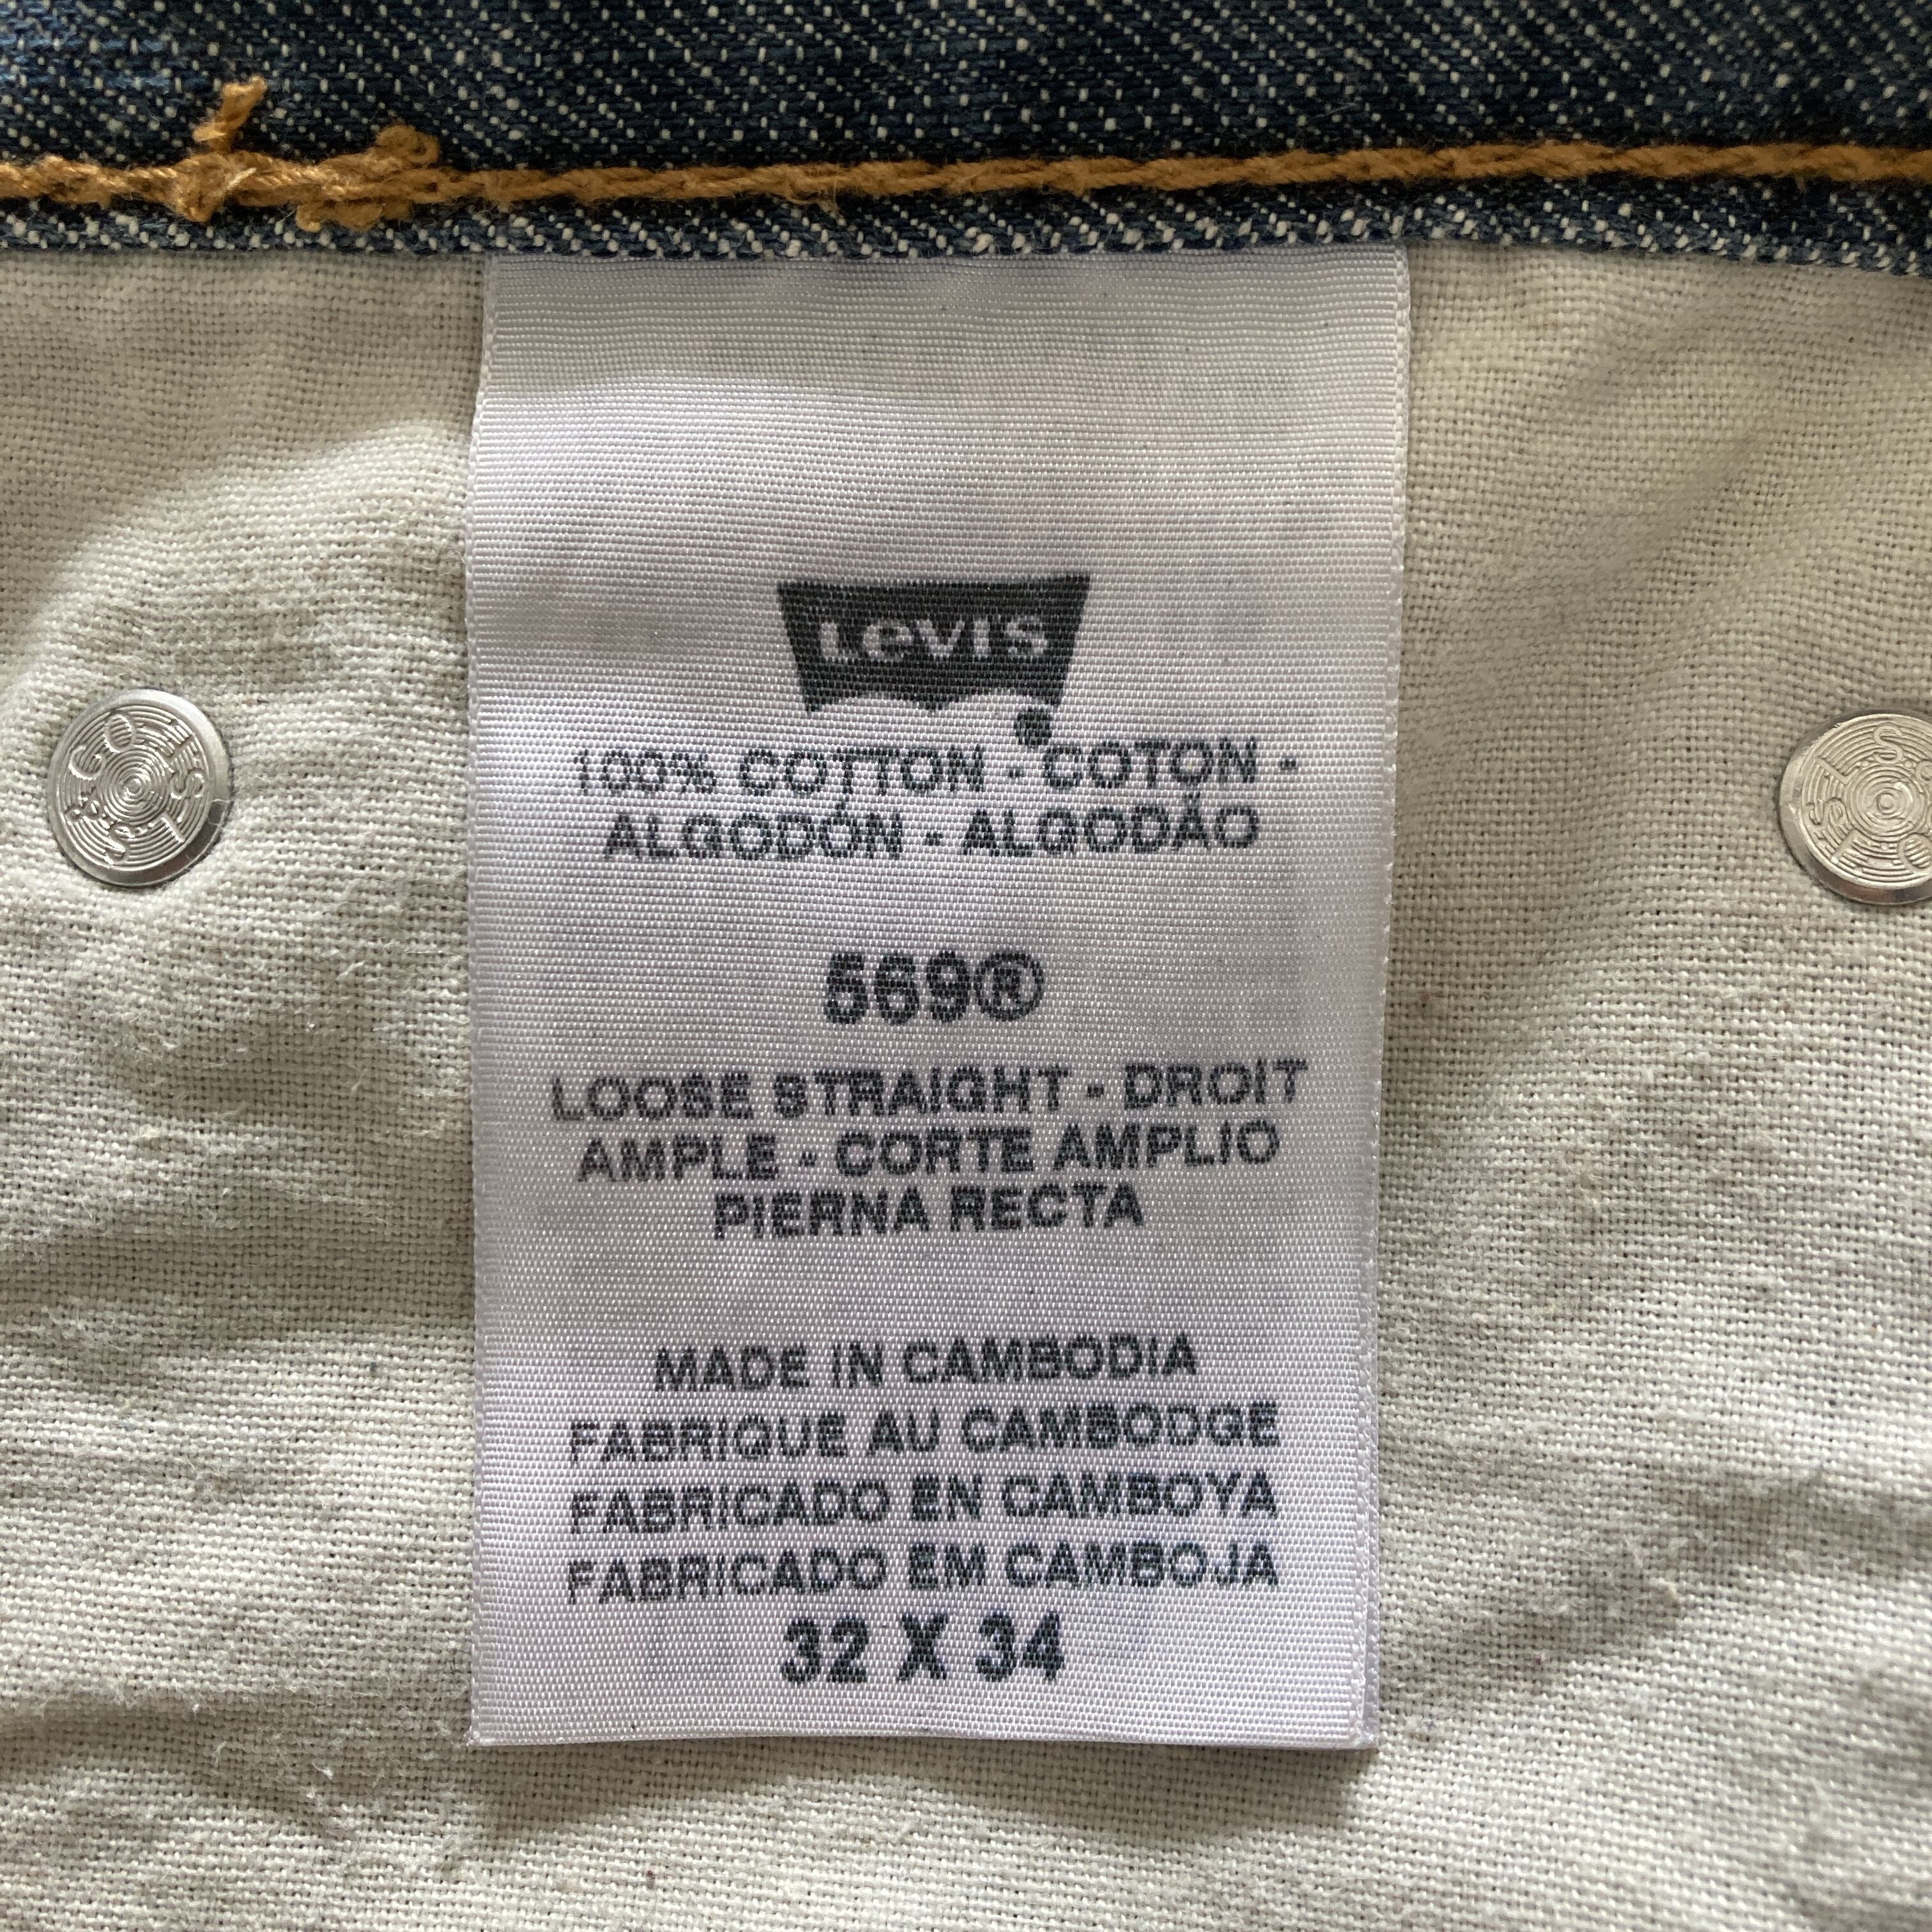 LEVI'S
100% COTTON - COTON -
ALGODÓN - ALGODÃO
569®
LOOSE STRAIGHT - DROIT
AMPLE - CORTE AMPLIO
PIERNA RECTA
MADE IN CAMBODIA
FABRIQUE AU CAMBODGE
FABRICADO EN CAMBOYA
FABRICADO EM CAMBOJA
32 X 34